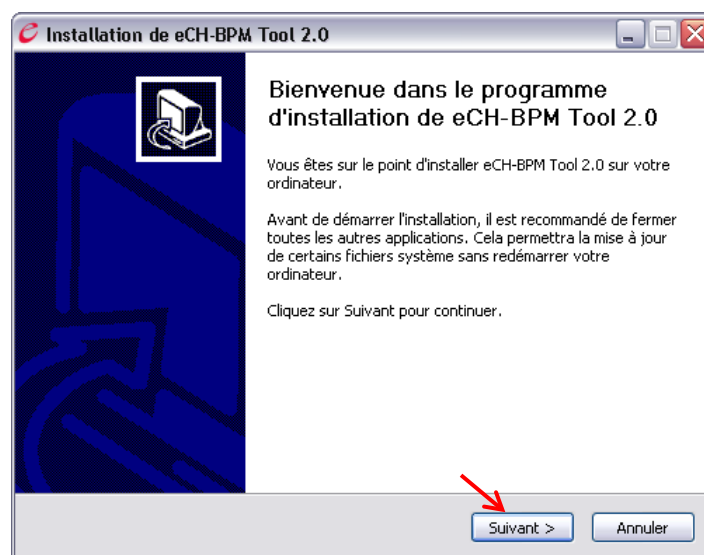 Installation de eCH-BPM Tool 2.0
Bienvenue dans le programme
d'installation de eCH-BPM Tool 2.0
Vous êtes sur le point d'installer eCH-BPM Tool 2.0 sur votre
ordinateur.
Avant de démarrer l'installation, il est recommandé de fermer
toutes les autres applications. Cela permettra la mise à jour
de certains fichiers système sans redémarrer votre
ordinateur.
Cliquez sur Suivant pour continuer.
Suivant >
Annuler